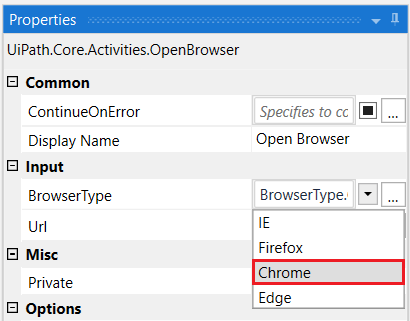 Properties
UiPath.Core.Activities.OpenBrowser
Common
ContinueOnError Specifies to co ...
Display Name Open Browser
Input
BrowserType BrowserType. ...
Url IE
Firefox
Misc Chrome
Private Edge
Options